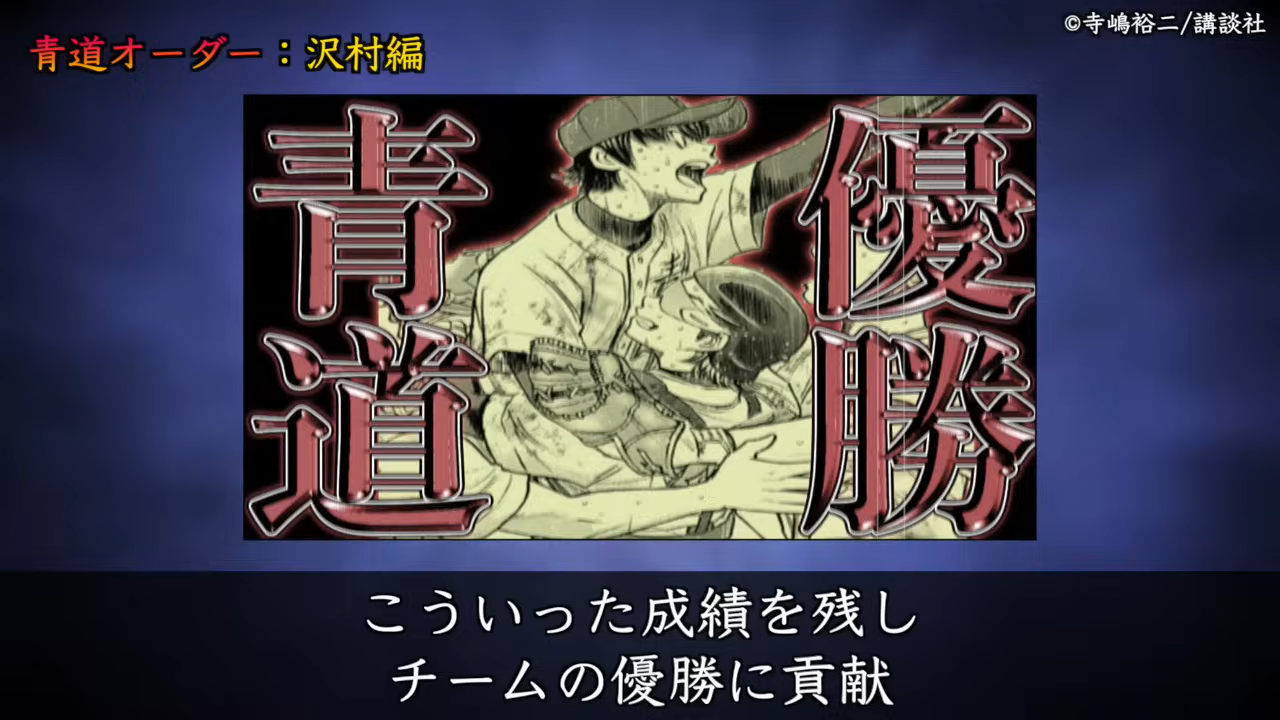 ©寺嶋裕二/講談社
青道オーダー：沢村編
青道
優勝
こういった成績を残し
チームの優勝に貢献